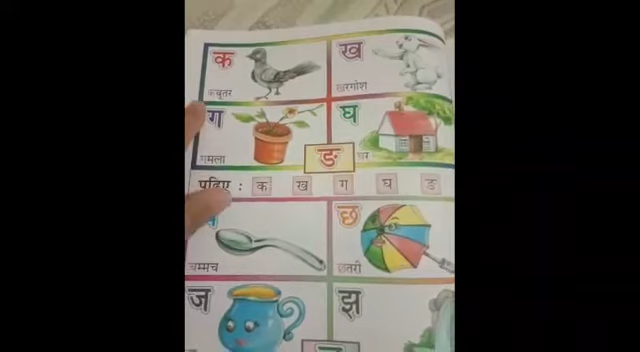 क
ख
कबूतर
खरगोश
ग
घ
गमला
ङ
घर
पढ़िए : क ख ग घ ङ
छ
चम्मच
छतरी
ज
झ